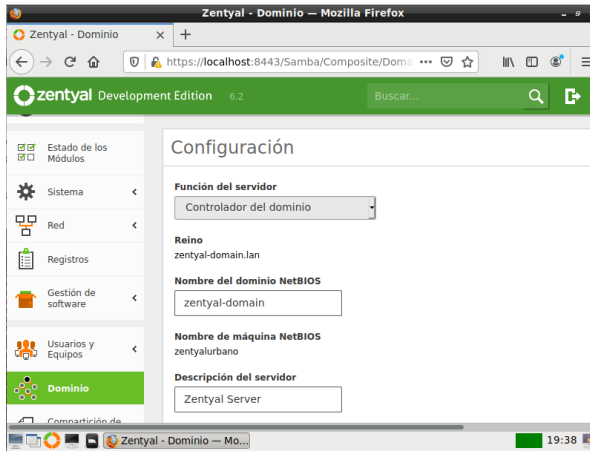 Zentyal - Dominio — Mozilla Firefox
Zentyal - Dominio
https://localhost:8443/Samba/Composite/Doma
zentyal Development Edition 6.2
Buscar...
Estado de los
Módulos
Sistema
Red
Registros
Gestión de
software
Usuarios y
Equipos
Dominio
Compartición de
Configuración
Función del servidor
Controlador del dominio
Reino
zentyal-domain.lan
Nombre del dominio NetBIOS
zentyal-domain
Nombre de máquina NetBIOS
zentyalurbano
Descripción del servidor
Zentyal Server
Zentyal - Dominio — Mo...
19:38